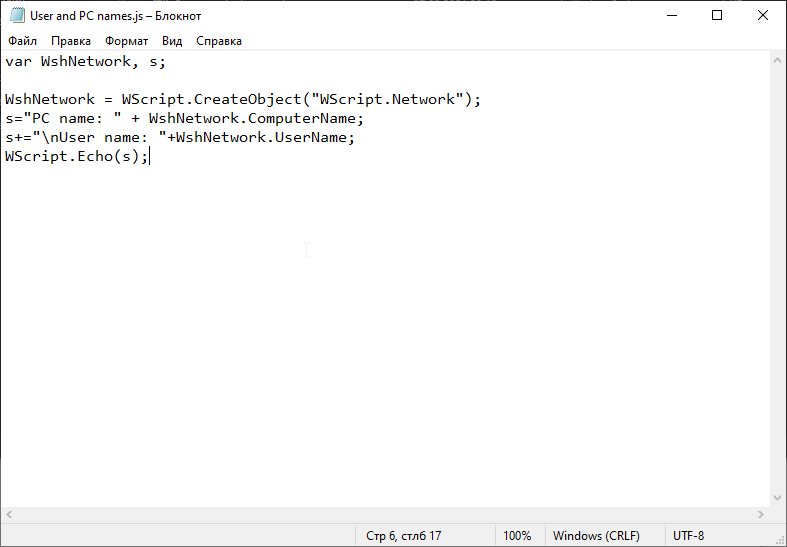 User and PC names.js – Блокнот
Файл Правка Формат Вид Справка
var WshNetwork, s;
WshNetwork = WScript.CreateObject("WScript.Network");
s="PC name: " + WshNetwork.ComputerName;
s+="\nUser name: "+WshNetwork.UserName;
WScript.Echo(s);
Стр 6, стлб 17 100% Windows (CRLF) UTF-8